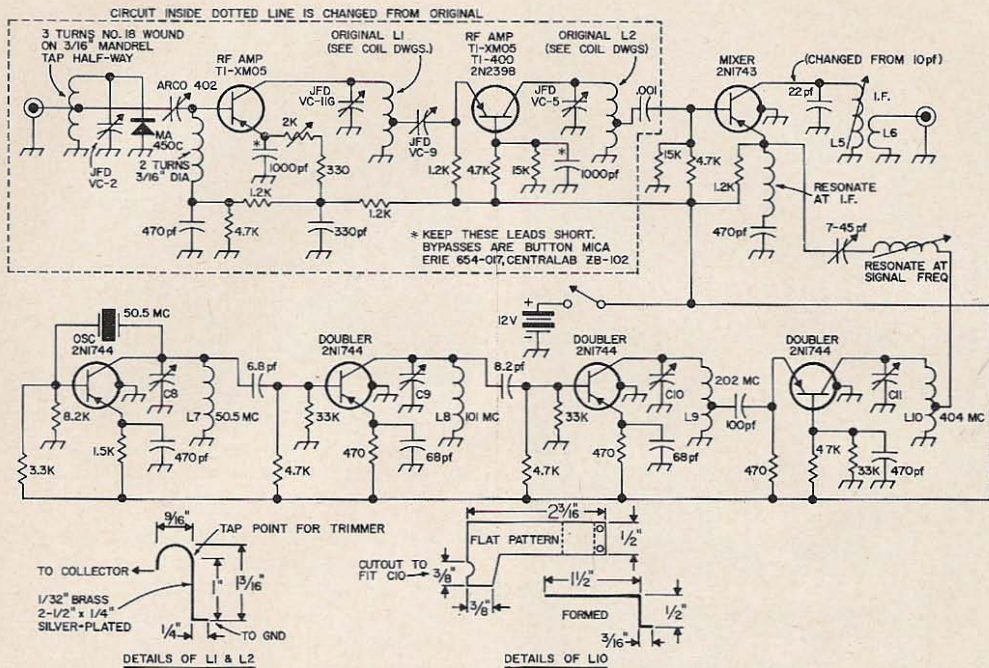 CIRCUIT INSIDE DOTTED LINE IS CHANGED FROM ORIGINAL
3 TURNS NO. 18 WOUND
ON 3/16" MANDREL
TAP HALF-WAY
ARCO 402
RF AMP
TI-XM05
ORIGINAL L1
(SEE COIL DWGS.)
RF AMP
TI-XM05
TI-400
2N2398
ORIGINAL L2
(SEE COIL DWGS)
MIXER
2N1743
(CHANGED FROM 10pf)
JFD
VC-2
MA
450C
2 TURNS
3/16" DIA
JFD
VC-11G
2K
*
1000pf
330
JFD
VC-9
JFD
VC-5
.001
22pf
I.F.
L5
L6
1.2K
4.7K
15K
*
1000pf
15K
4.7K
1.2K
RESONATE
AT I.F.
470pf
4.7K
1.2K
330pf
1.2K
* KEEP THESE LEADS SHORT.
BYPASSES ARE BUTTON MICA
ERIE 654-017, CENTRALAB ZB-102
470pf
7-45pf
RESONATE AT
SIGNAL FREQ
50.5 MC
OSC
2N1744
C8
L7
50.5 MC
6.8pf
DOUBLER
2N1744
C9
L8
101 MC
8.2pf
12V
+
-
DOUBLER
2N1744
C10
L9
202 MC
100pf
DOUBLER
2N1744
C11
L10
404 MC
8.2K
3.3K
1.5K
470pf
33K
4.7K
470
68pf
33K
4.7K
470
68pf
470
4.7K
33K
470pf
9/16"
TAP POINT FOR TRIMMER
TO COLLECTOR
1/32" BRASS
2-1/2" x 1/4"
SILVER-PLATED
1"
1 3/16"
1/4"
TO GND
DETAILS OF L1 & L2
2 3/16"
FLAT PATTERN
1/2"
CUTOUT TO
FIT C10
3/8"
3/8"
1 1/2"
FORMED
1/2"
3/16"
DETAILS OF L10